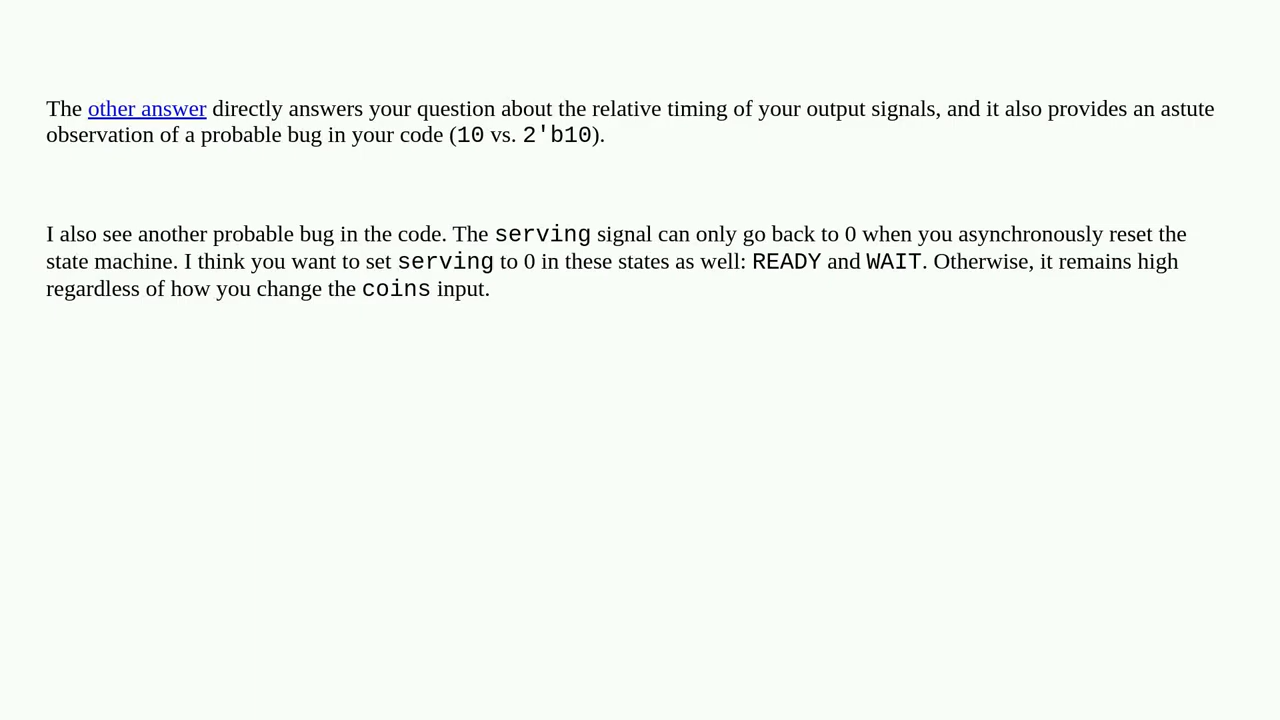 The other answer directly answers your question about the relative timing of your output signals, and it also provides an astute
observation of a probable bug in your code (10 vs. 2'b10).
I also see another probable bug in the code. The serving signal can only go back to 0 when you asynchronously reset the
state machine. I think you want to set serving to 0 in these states as well: READY and WAIT. Otherwise, it remains high
regardless of how you change the coins input.